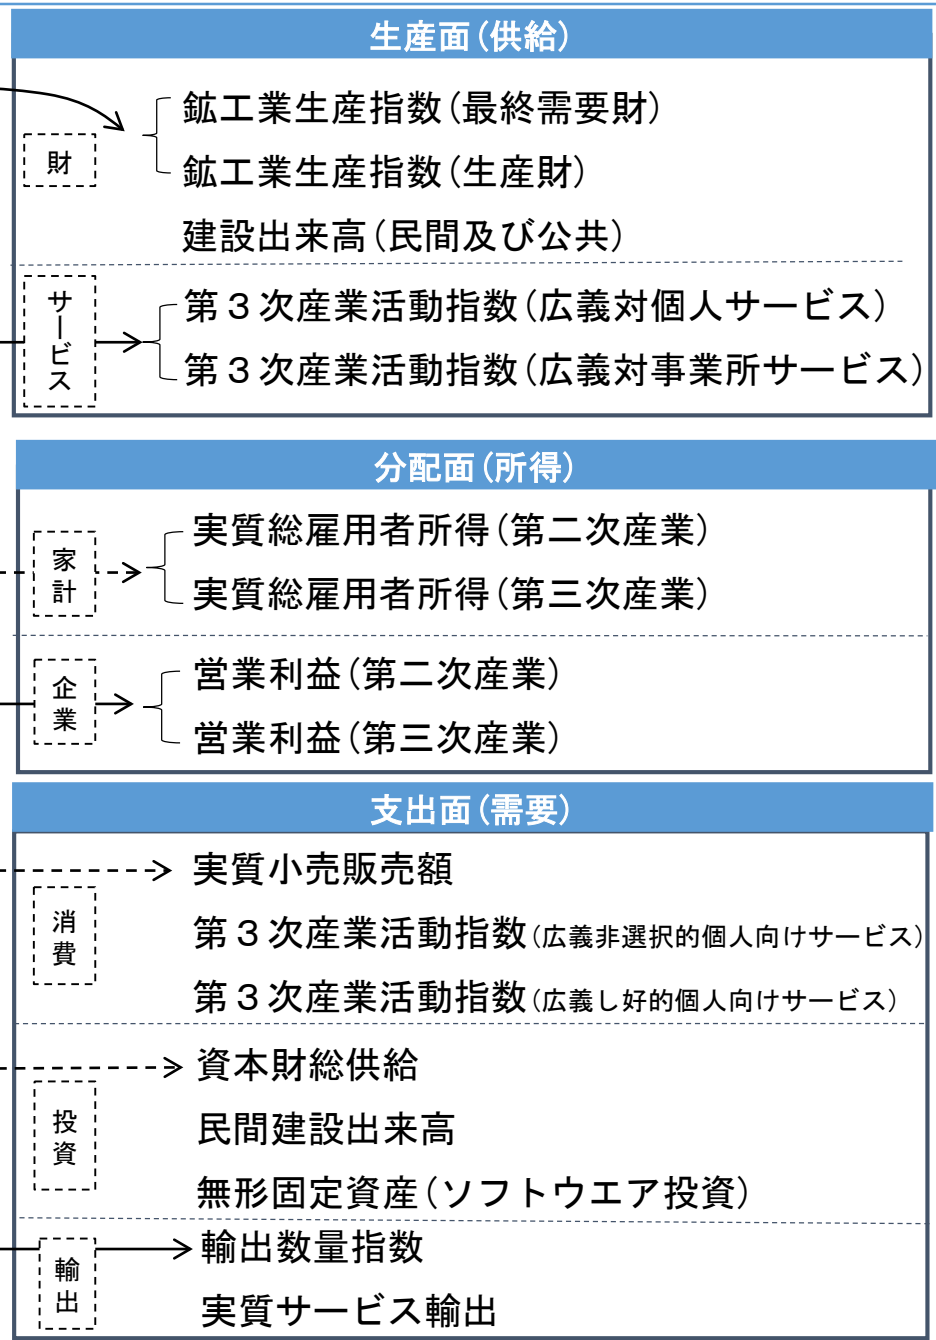 生産面(供給)
財
鉱工業生産指数(最終需要財)
鉱工業生産指数(生産財)
建設出来高(民間及び公共)
サービス
第3次産業活動指数(広義対個人サービス)
第3次産業活動指数(広義対事業所サービス)
分配面(所得)
家計
実質総雇用者所得(第二次産業)
実質総雇用者所得(第三次産業)
企業
営業利益(第二次産業)
営業利益(第三次産業)
支出面(需要)
消費
実質小売販売額
第3次産業活動指数(広義非選択的個人向けサービス)
第3次産業活動指数(広義し好的個人向けサービス)
投資
資本財総供給
民間建設出来高
無形固定資産(ソフトウエア投資)
輸出
輸出数量指数
実質サービス輸出